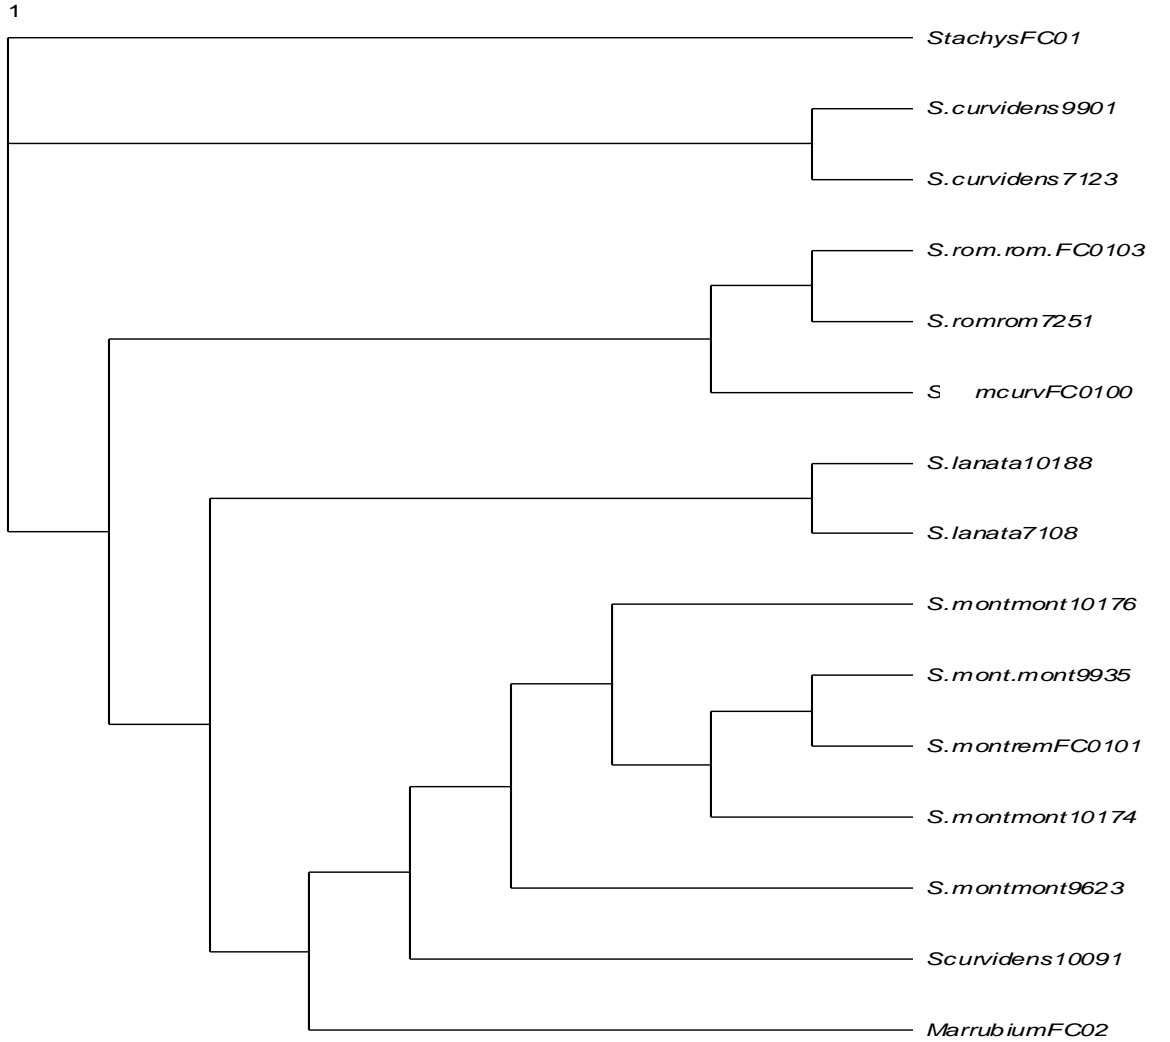 1
StachysFC01
S.curvidens9901
S.curvidens7123
S.rom.rom.FC0103
S.romrom7251
S mcurvFC0100
S.lanata10188
S.lanata7108
S.montmont10176
S.mont.mont9935
S.montremFC0101
S.montmont10174
S.montmont9623
Scurvidens10091
MarrubiumFC02